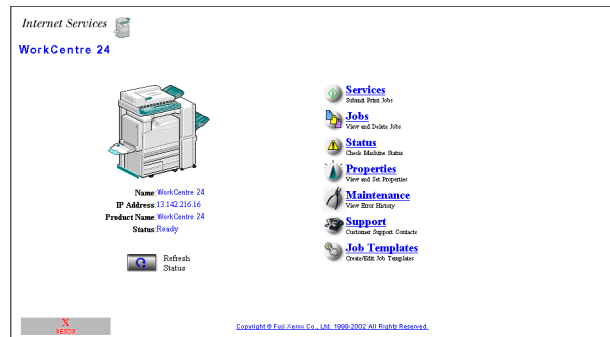 Internet Services
WorkCentre 24
Name:WorkCentre 24
IP Address:13.142.216.16
Product Name:WorkCentre 24
Status:Ready
Refresh
Status
Services
Submit Print Jobs
Jobs
View and Delete Jobs
Status
Check Machine Status
Properties
View and Set Properties
Maintenance
View Error History
Support
Customer Support Contacts
Job Templates
Create/Edit Job Templates
X
XEROX
Copyright © Fuji Xerox Co., Ltd. 1999-2002 All Rights Reserved.